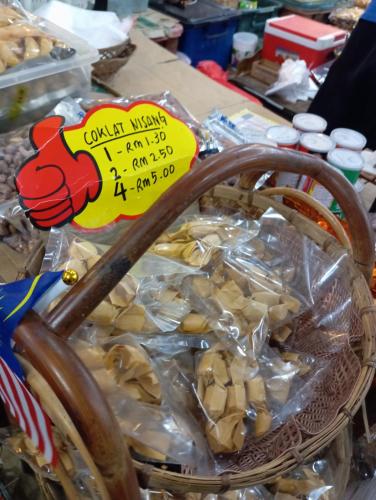 COKLAT NISANG
1 - RM 1.30
2 - RM 2.50
4 - RM 5.00